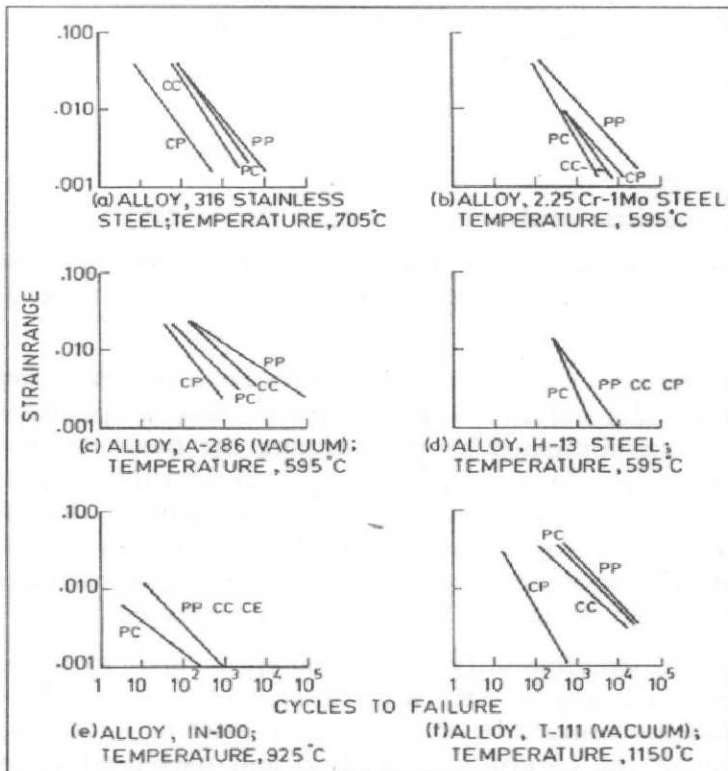 .100
.010
.001
CC
CP
PP
PC
(a) ALLOY, 316 STAINLESS
STEEL;TEMPERATURE,705°C
PC
CC-
PP
CP
(b) ALLOY, 2.25 Cr-1Mo STEEL
TEMPERATURE, 595°C
STRAINRANGE
.100
.010
.001
CP
PC
CC
PP
(c) ALLOY, A-286 (VACUUM);
TEMPERATURE, 595°C
PC
PP CC CP
(d) ALLOY, H-13 STEEL;
TEMPERATURE, 595°C
.100
.010
.001
PC
PP CC CE
1 10 10² 10³ 10⁴ 10⁵
PC
CP
PP
CC
1 10 10² 10³ 10⁴ 10⁵
CYCLES TO FAILURE
(e) ALLOY, IN-100;
TEMPERATURE, 925°C
(f) ALLOY, T-111 (VACUUM);
TEMPERATURE, 1150°C